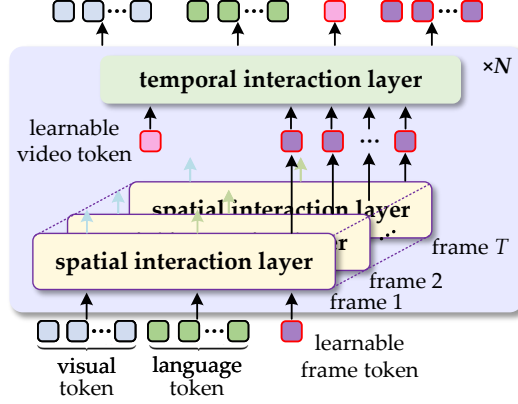 ×N
temporal interaction layer
learnable
video token
...
spatial interaction layer
layer
spatial interaction layer
frame T
frame 2
frame 1
visual
token
language
token
learnable
frame token